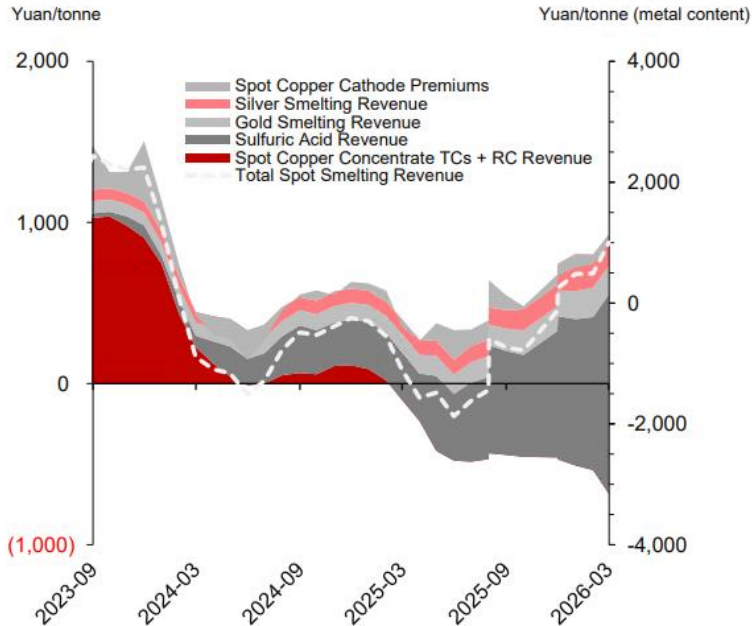 Yuan/tonne
Yuan/tonne (metal content)
2,000
4,000
Spot Copper Cathode Premiums
Silver Smelting Revenue
Gold Smelting Revenue
Sulfuric Acid Revenue
Spot Copper Concentrate TCs + RC Revenue
Total Spot Smelting Revenue
2,000
1,000
0
0
-2,000
(1,000)
-4,000
2023-09
2024-03
2024-09
2025-03
2025-09
2026-03